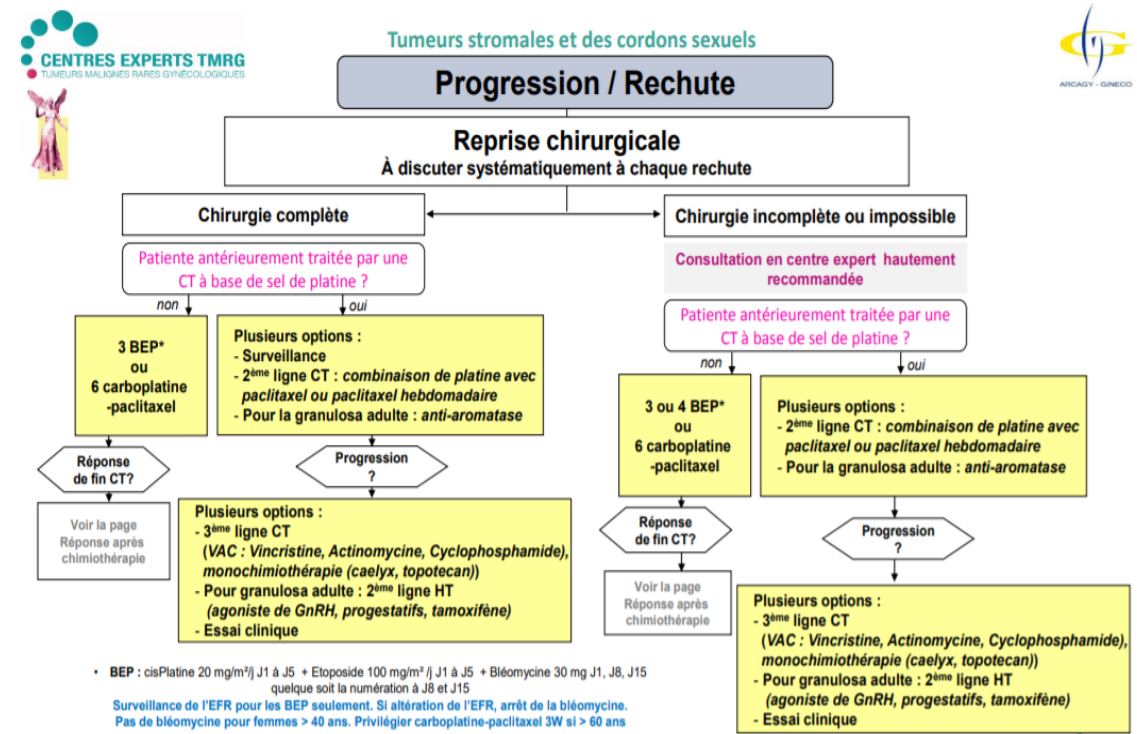 CENTRES EXPERTS TMRG
TUMEURS MALIGNES RARES GYNÉCOLOGIQUES
ARCAGY - GINECO
Tumeurs stromales et des cordons sexuels
Progression / Rechute
Reprise chirurgicale
À discuter systématiquement à chaque rechute
Chirurgie complète
Patiente antérieurement traitée par une
CT à base de sel de platine ?
non
oui
3 BEP*
ou
6 carboplatine
-paclitaxel
Plusieurs options :
- Surveillance
- 2ème ligne CT : combinaison de platine avec
paclitaxel ou paclitaxel hebdomadaire
- Pour la granulosa adulte : anti-aromatase
Réponse
de fin CT?
Progression
?
Voir la page
Réponse après
chimiothérapie
Plusieurs options :
- 3ème ligne CT
(VAC : Vincristine, Actinomycine, Cyclophosphamide),
monochimiothérapie (caelyx, topotecan))
- Pour granulosa adulte : 2ème ligne HT
(agoniste de GnRH, progestatifs, tamoxifène)
- Essai clinique
Chirurgie incomplète ou impossible
Consultation en centre expert hautement
recommandée
Patiente antérieurement traitée par une
CT à base de sel de platine ?
non
oui
3 ou 4 BEP*
ou
6 carboplatine
-paclitaxel
Plusieurs options :
- 2ème ligne CT : combinaison de platine avec
paclitaxel ou paclitaxel hebdomadaire
- Pour la granulosa adulte : anti-aromatase
Réponse
de fin CT?
Progression
?
Voir la page
Réponse après
chimiothérapie
Plusieurs options :
- 3ème ligne CT
(VAC : Vincristine, Actinomycine, Cyclophosphamide),
monochimiothérapie (caelyx, topotecan))
- Pour granulosa adulte : 2ème ligne HT
(agoniste de GnRH, progestatifs, tamoxifène)
- Essai clinique
• BEP : cisPlatine 20 mg/m²/j J1 à J5 + Etoposide 100 mg/m² /j J1 à J5 + Bléomycine 30 mg J1, J8, J15
quelque soit la numération à J8 et J15
Surveillance de l'EFR pour les BEP seulement. Si altération de l'EFR, arrêt de la bléomycine.
Pas de bléomycine pour femmes > 40 ans. Privilégier carboplatine-paclitaxel 3W si > 60 ans